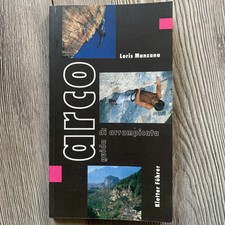 Loris Manzana
arco
guida
di arrampicata
Kletter Führer